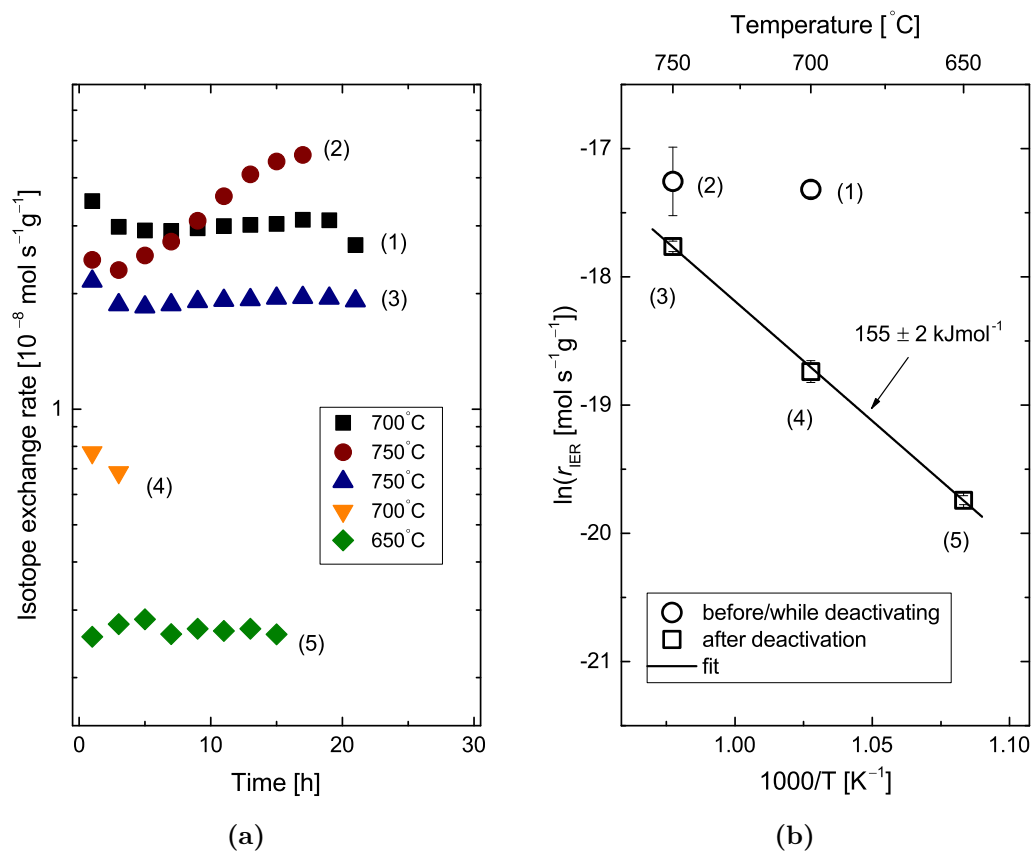 Isotope exchange rate [10⁻⁸ mol s⁻¹g⁻¹]
1
(1)
(2)
(3)
(4)
(5)
700°C
750°C
750°C
700°C
650°C
0 10 20 30
Time [h]
(a)
Temperature [°C]
750 700 650
ln(r_IER [mol s⁻¹g⁻¹])
-17
-18
-19
-20
-21
(2)
(1)
(3)
155 ± 2 kJmol⁻¹
(4)
(5)
before/while deactivating
after deactivation
fit
1.00 1.05 1.10
1000/T [K⁻¹]
(b)